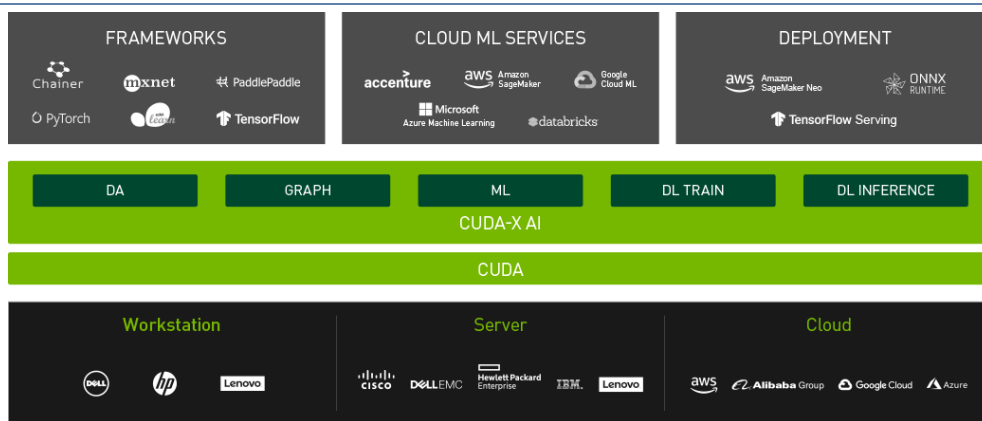 FRAMEWORKS
Chainer
mxnet
PaddlePaddle
PyTorch
learn
TensorFlow
CLOUD ML SERVICES
accenture
aws Amazon SageMaker
Google Cloud ML
Microsoft
Azure Machine Learning
databricks
DEPLOYMENT
aws Amazon SageMaker Neo
ONNX RUNTIME
TensorFlow Serving
DA
GRAPH
ML
DL TRAIN
DL INFERENCE
CUDA-X AI
CUDA
Workstation
DELL
hp
Lenovo
Server
CISCO
DELLEMC
Hewlett Packard
Enterprise
IBM
Lenovo
Cloud
aws
Alibaba Group
Google Cloud
Azure